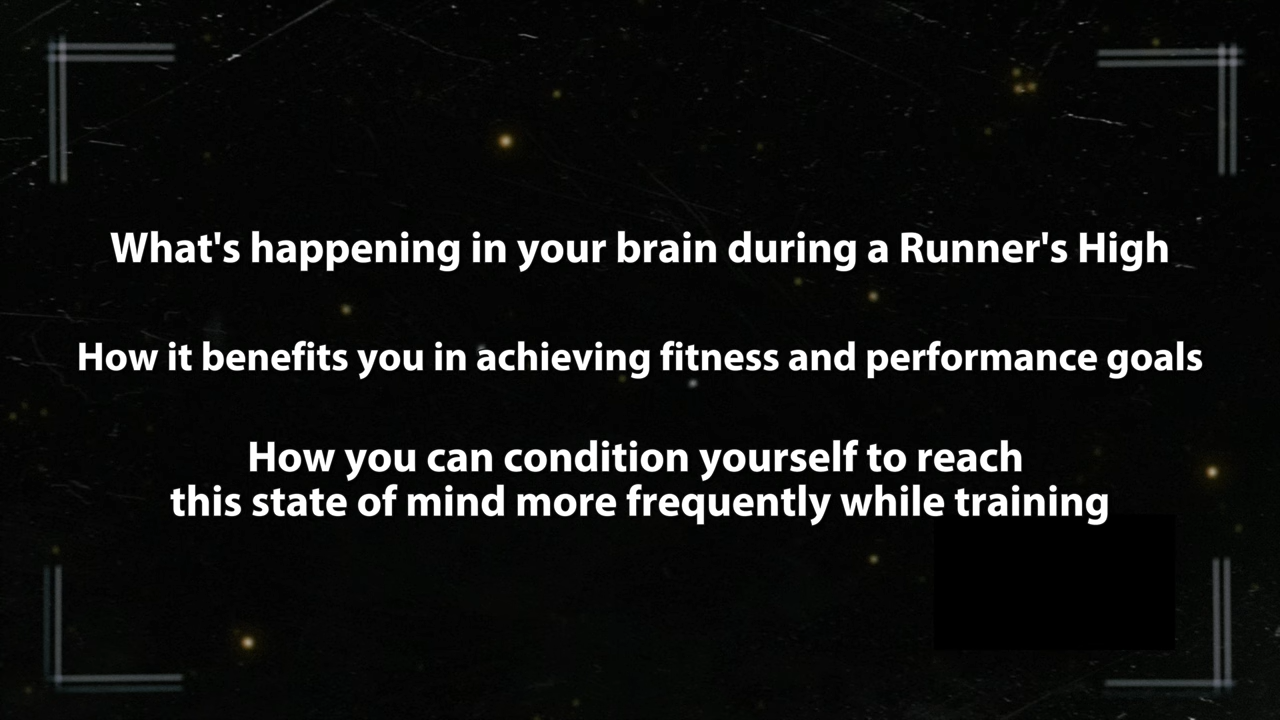 What's happening in your brain during a Runner's High
How it benefits you in achieving fitness and performance goals
How you can condition yourself to reach
this state of mind more frequently while training